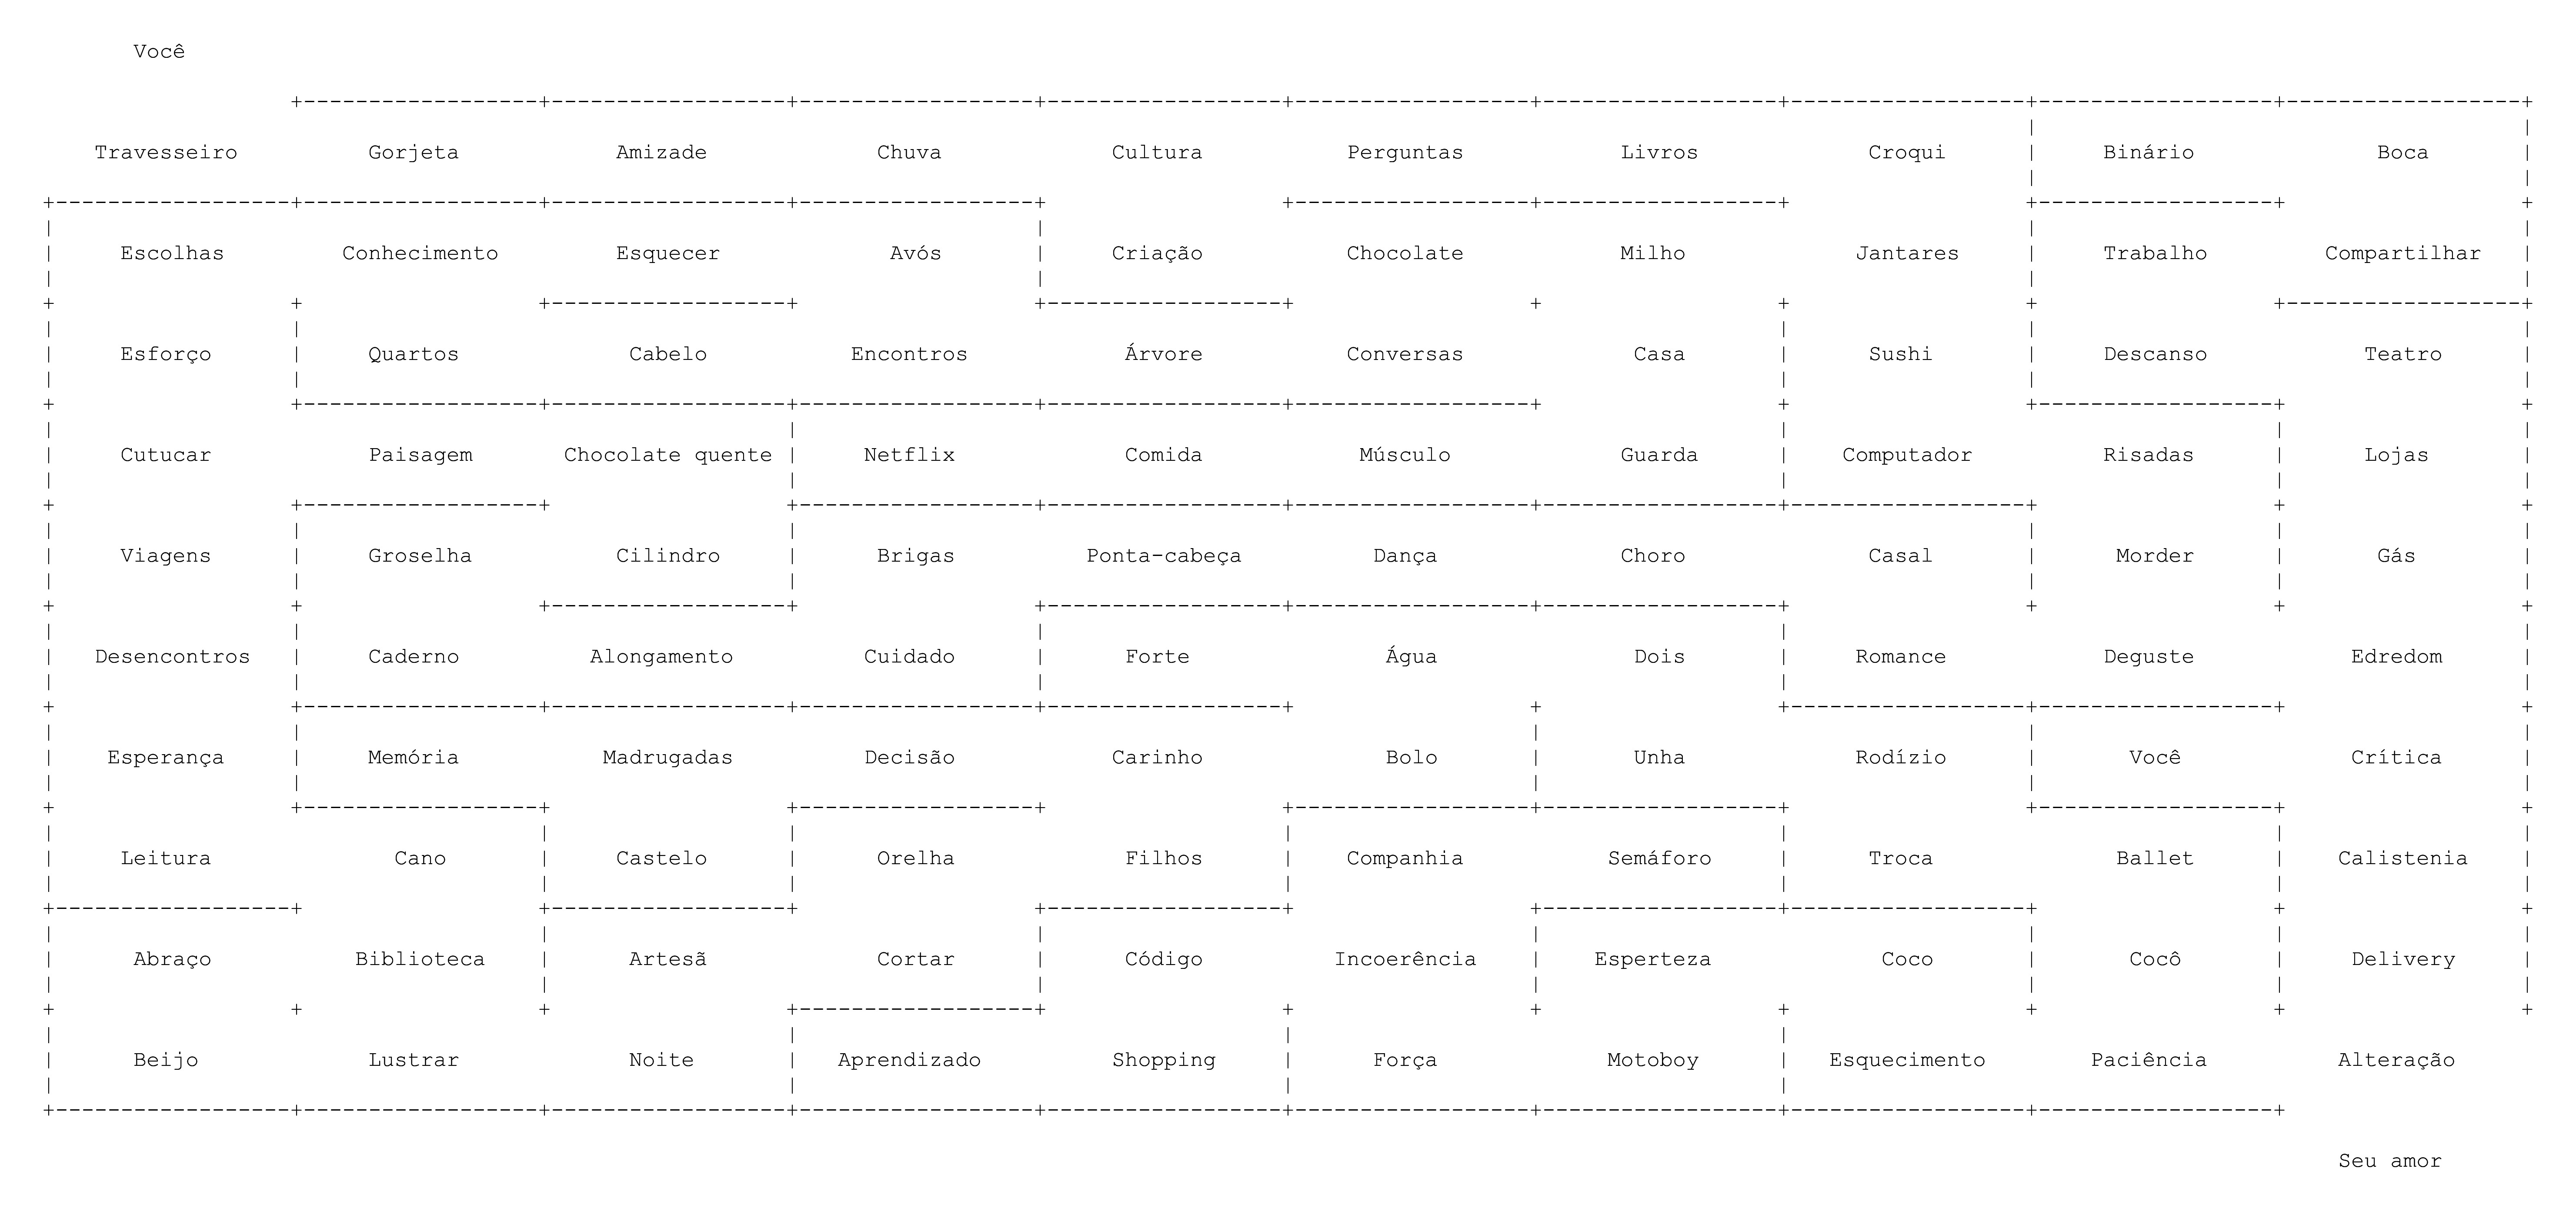 Você
Travesseiro Gorjeta Amizade Chuva Cultura Perguntas Livros Croqui Binário Boca
Escolhas Conhecimento Esquecer Avós Criação Chocolate Milho Jantares Trabalho Compartilhar
Esforço Quartos Cabelo Encontros Árvore Conversas Casa Sushi Descanso Teatro
Cutucar Paisagem Chocolate quente Netflix Comida Músculo Guarda Computador Risadas Lojas
Viagens Groselha Cilindro Brigas Ponta-cabeça Dança Choro Casal Morder Gás
Desencontros Caderno Alongamento Cuidado Forte Água Dois Romance Deguste Edredom
Esperança Memória Madrugadas Decisão Carinho Bolo Unha Rodízio Você Crítica
Leitura Cano Castelo Orelha Filhos Companhia Semáforo Troca Ballet Calistenia
Abraço Biblioteca Artesã Cortar Código Incoerência Esperteza Coco Cocô Delivery
Beijo Lustrar Noite Aprendizado Shopping Força Motoboy Esquecimento Paciência Alteração
Seu amor